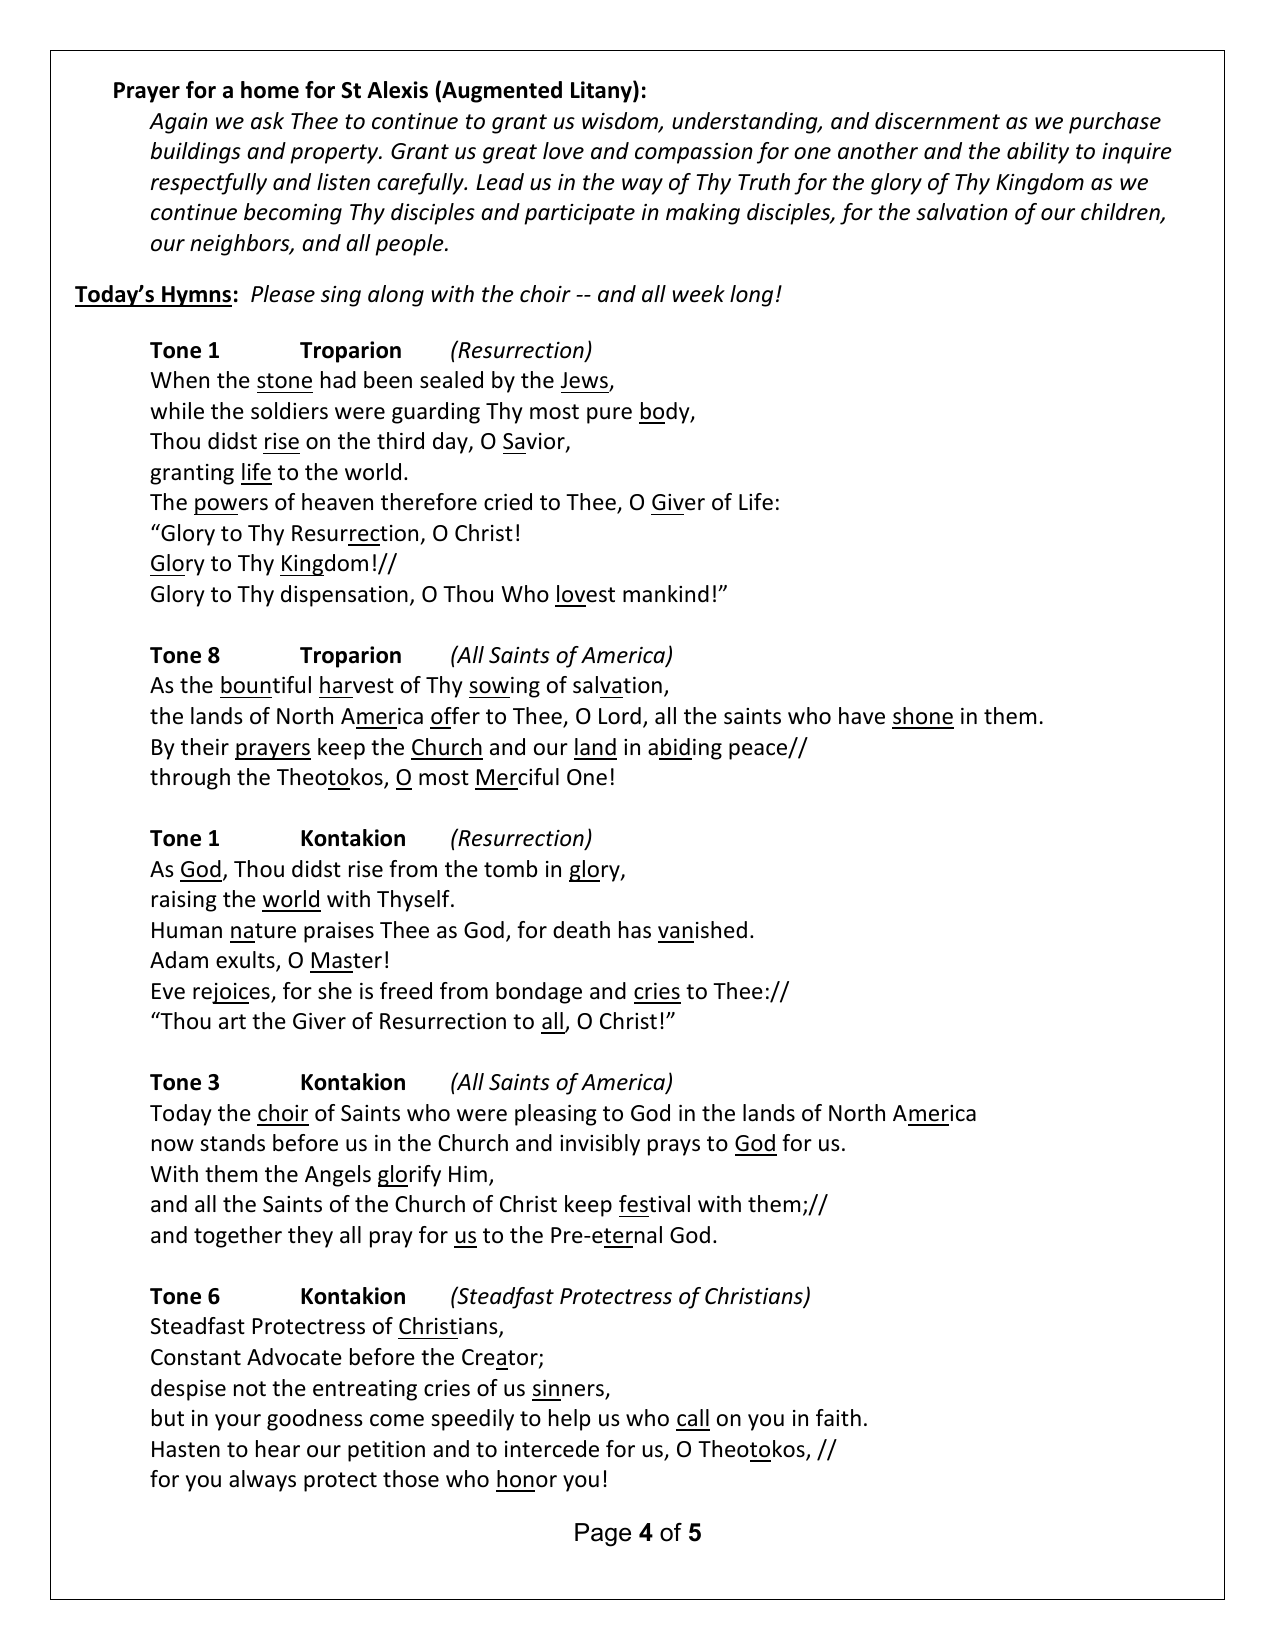 Prayer for a home for St Alexis (Augmented Litany):
Again we ask Thee to continue to grant us wisdom, understanding, and discernment as we purchase
buildings and property. Grant us great love and compassion for one another and the ability to inquire
respectfully and listen carefully. Lead us in the way of Thy Truth for the glory of Thy Kingdom as we
continue becoming Thy disciples and participate in making disciples, for the salvation of our children,
our neighbors, and all people.
Today’s Hymns: Please sing along with the choir -- and all week long!
Tone 1 Troparion (Resurrection)
When the stone had been sealed by the Jews,
while the soldiers were guarding Thy most pure body,
Thou didst rise on the third day, O Savior,
granting life to the world.
The powers of heaven therefore cried to Thee, O Giver of Life:
“Glory to Thy Resurrection, O Christ!
Glory to Thy Kingdom!//
Glory to Thy dispensation, O Thou Who lovest mankind!”
Tone 8 Troparion (All Saints of America)
As the bountiful harvest of Thy sowing of salvation,
the lands of North America offer to Thee, O Lord, all the saints who have shone in them.
By their prayers keep the Church and our land in abiding peace//
through the Theotokos, O most Merciful One!
Tone 1 Kontakion (Resurrection)
As God, Thou didst rise from the tomb in glory,
raising the world with Thyself.
Human nature praises Thee as God, for death has vanished.
Adam exults, O Master!
Eve rejoices, for she is freed from bondage and cries to Thee://
“Thou art the Giver of Resurrection to all, O Christ!”
Tone 3 Kontakion (All Saints of America)
Today the choir of Saints who were pleasing to God in the lands of North America
now stands before us in the Church and invisibly prays to God for us.
With them the Angels glorify Him,
and all the Saints of the Church of Christ keep festival with them;//
and together they all pray for us to the Pre-eternal God.
Tone 6 Kontakion (Steadfast Protectress of Christians)
Steadfast Protectress of Christians,
Constant Advocate before the Creator;
despise not the entreating cries of us sinners,
but in your goodness come speedily to help us who call on you in faith.
Hasten to hear our petition and to intercede for us, O Theotokos, //
for you always protect those who honor you!
Page 4 of 5